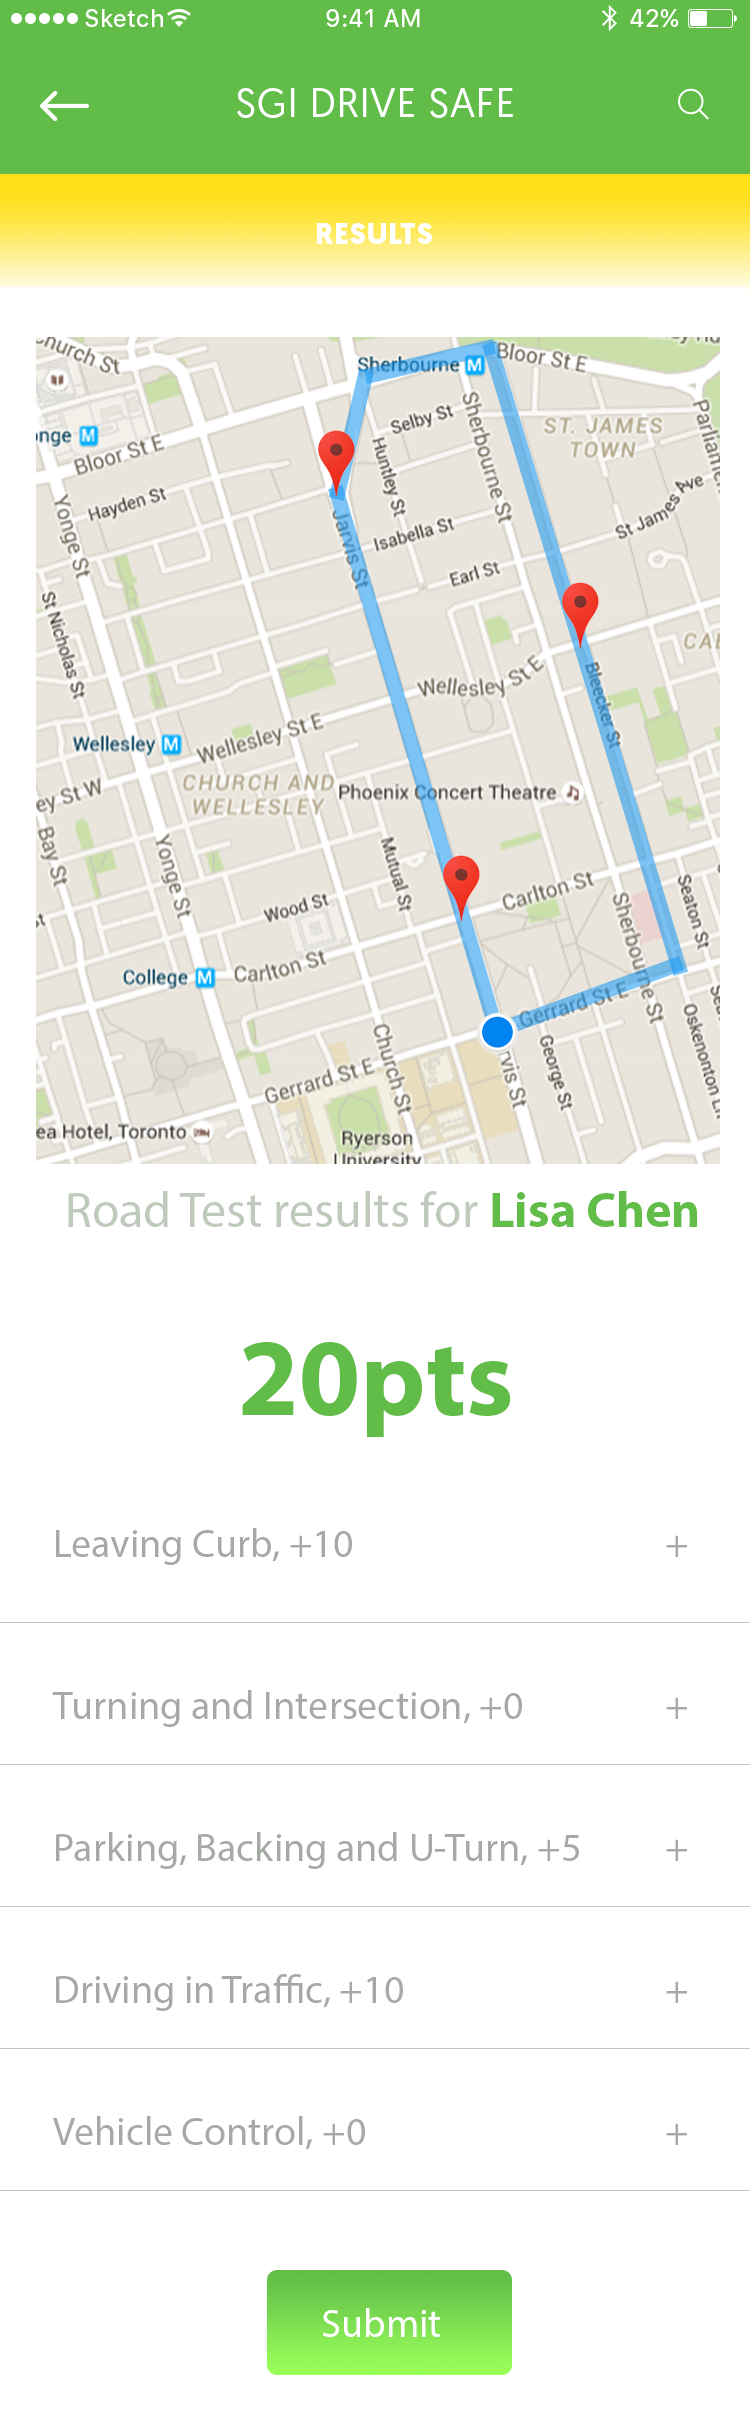 Sketch 9:41 AM 42%
SGI DRIVE SAFE
RESULTS
hurch St
Sherbourne M
Bloor St E
nge M
Bloor St E
Selby St
Sherbourne St
ST. JAMES
TOWN
Huntley St
Hayden St
Yonge St
Jarvis St
Isabella St
St James Ave
Earl St
St Nicholas St
Wellesley St E
Bleecker St
Wellesley M
Wellesley St E
CHURCH AND
WELLESLEY
Phoenix Concert Theatre
ey St W
Bay St
Yonge St
Mutual St
Wood St
Carlton St
Sherbourne St
Seaton St
College M
Carlton St
Gerrard St E
Church St
rvis St
George St
Oskenonton Ln
Gerrard St E
ea Hotel, Toronto
Ryerson
University
Road Test results for Lisa Chen
20pts
Leaving Curb, +10 +
Turning and Intersection, +0 +
Parking, Backing and U-Turn, +5 +
Driving in Traffic, +10 +
Vehicle Control, +0 +
Submit